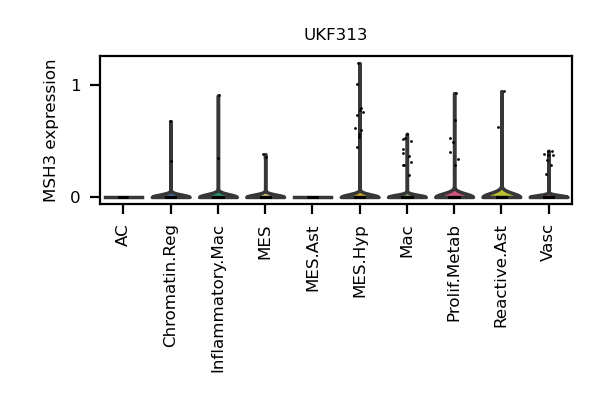 UKF313
MSH3 expression
1
0
AC
Chromatin.Reg
Inflammatory.Mac
MES
MES.Ast
MES.Hyp
Mac
Prolif.Metab
Reactive.Ast
Vasc